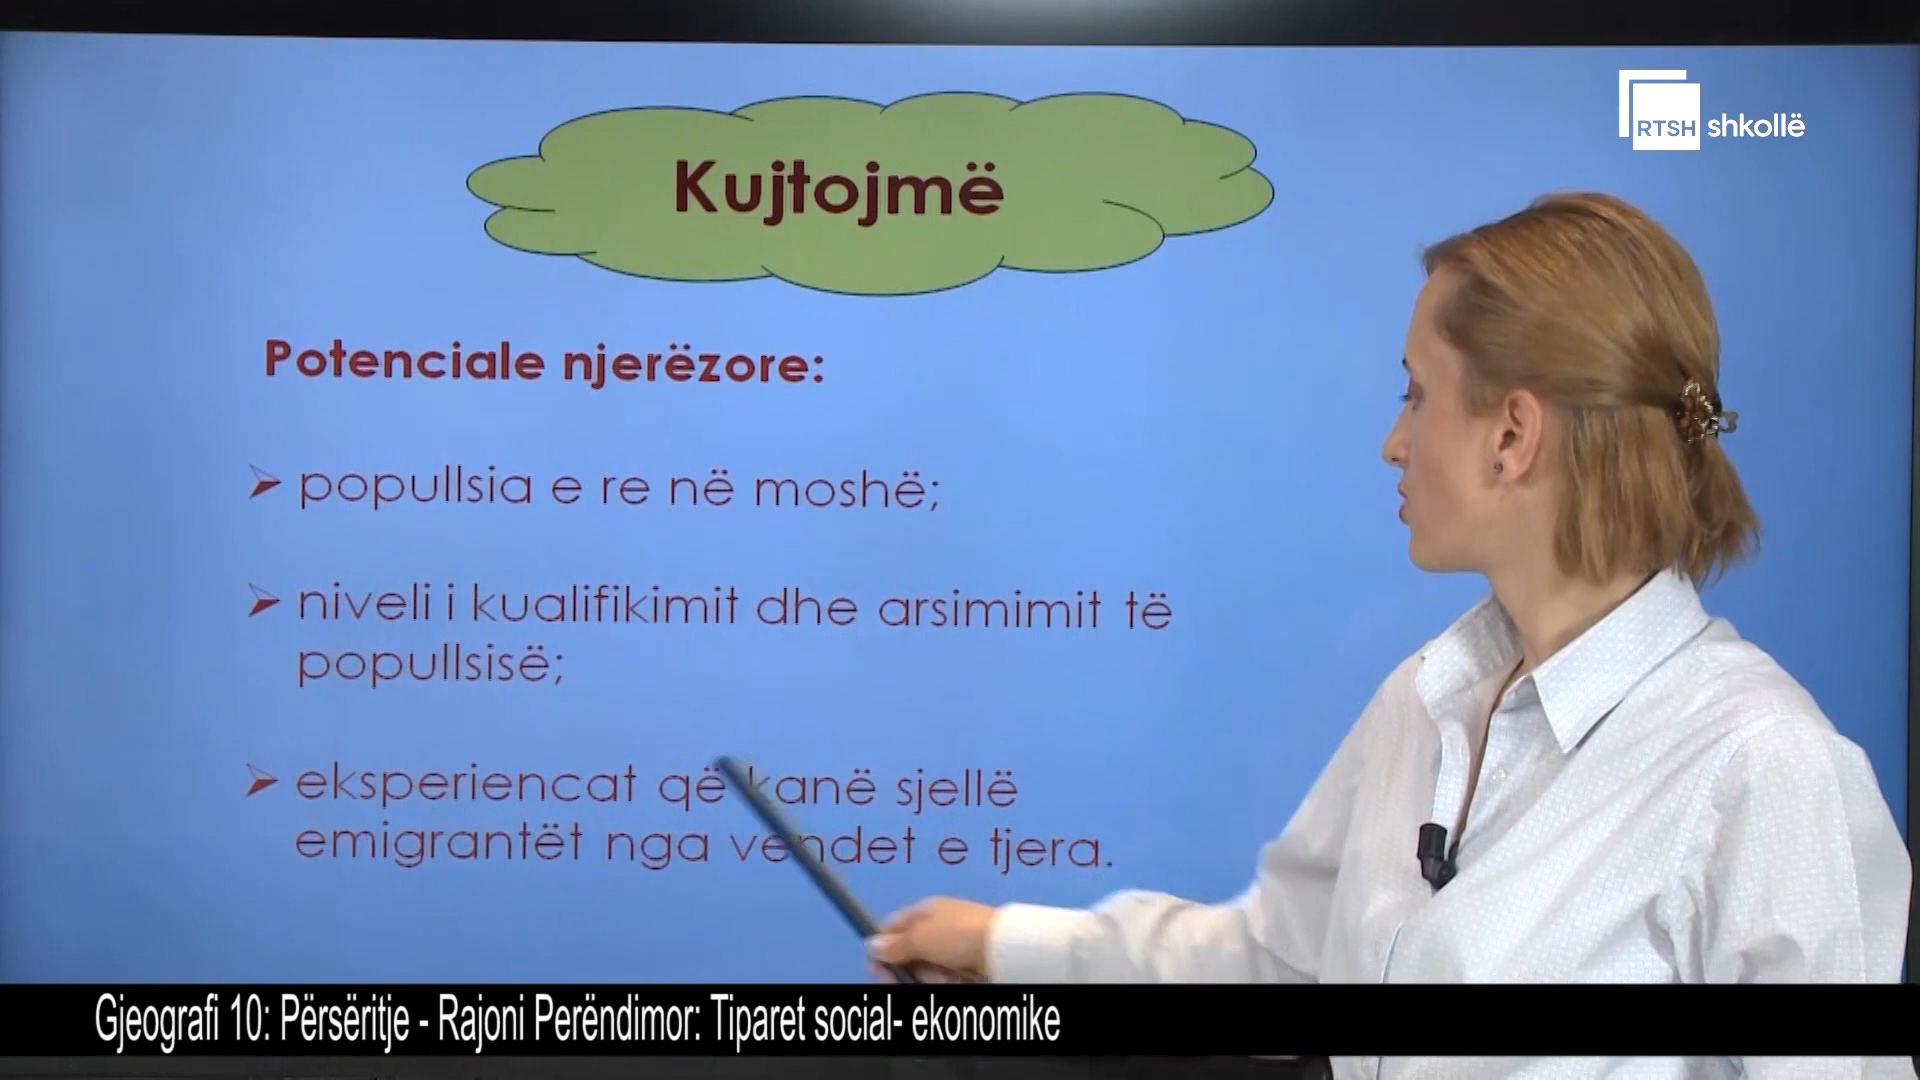 RTSH shkollë
Kujtojmë
Potenciale njerëzore:
popullsia e re në moshë;
niveli i kualifikimit dhe arsimimit të
popullsisë;
eksperiencat që kanë sjellë
emigrantët nga vendet e tjera.
Gjeografi 10: Përsëritje - Rajoni Perëndimor: Tiparet social- ekonomike